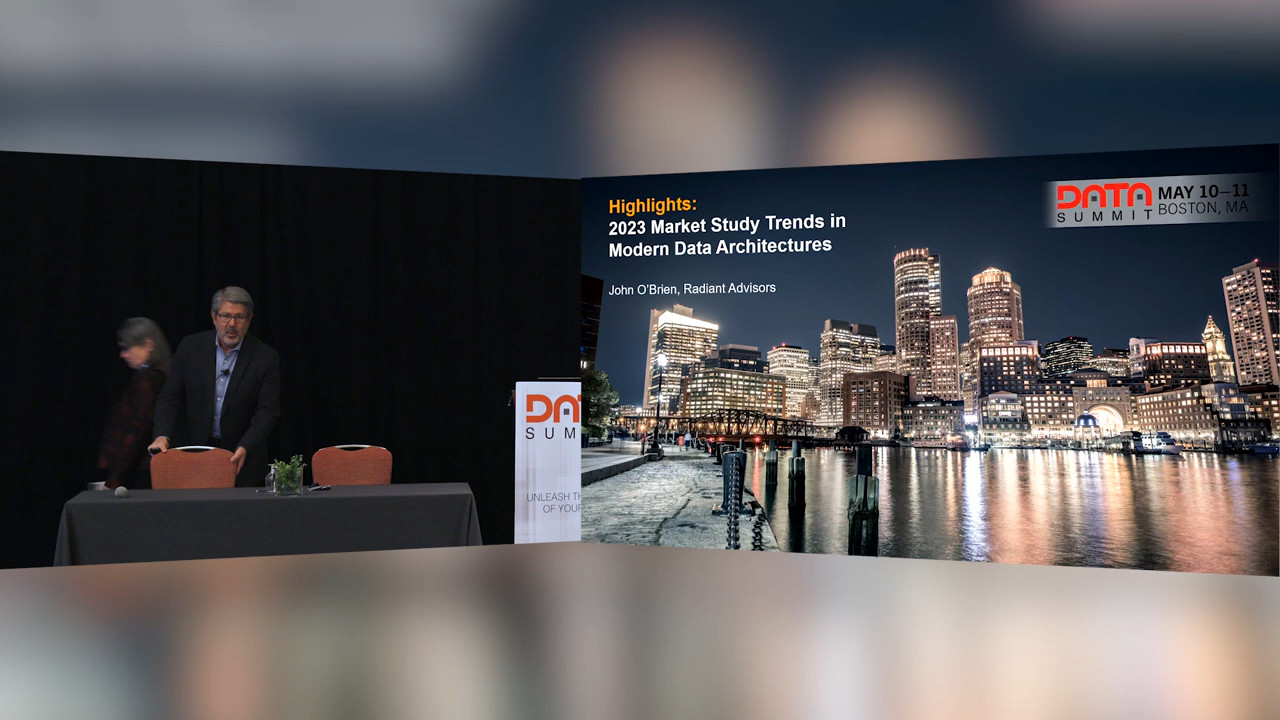 DATA
SUM
UNLEASH TH
OF YOUR
Highlights:
2023 Market Study Trends in
Modern Data Architectures
John O'Brien, Radiant Advisors
DATA
SUMMIT
MAY 10–11
BOSTON, MA